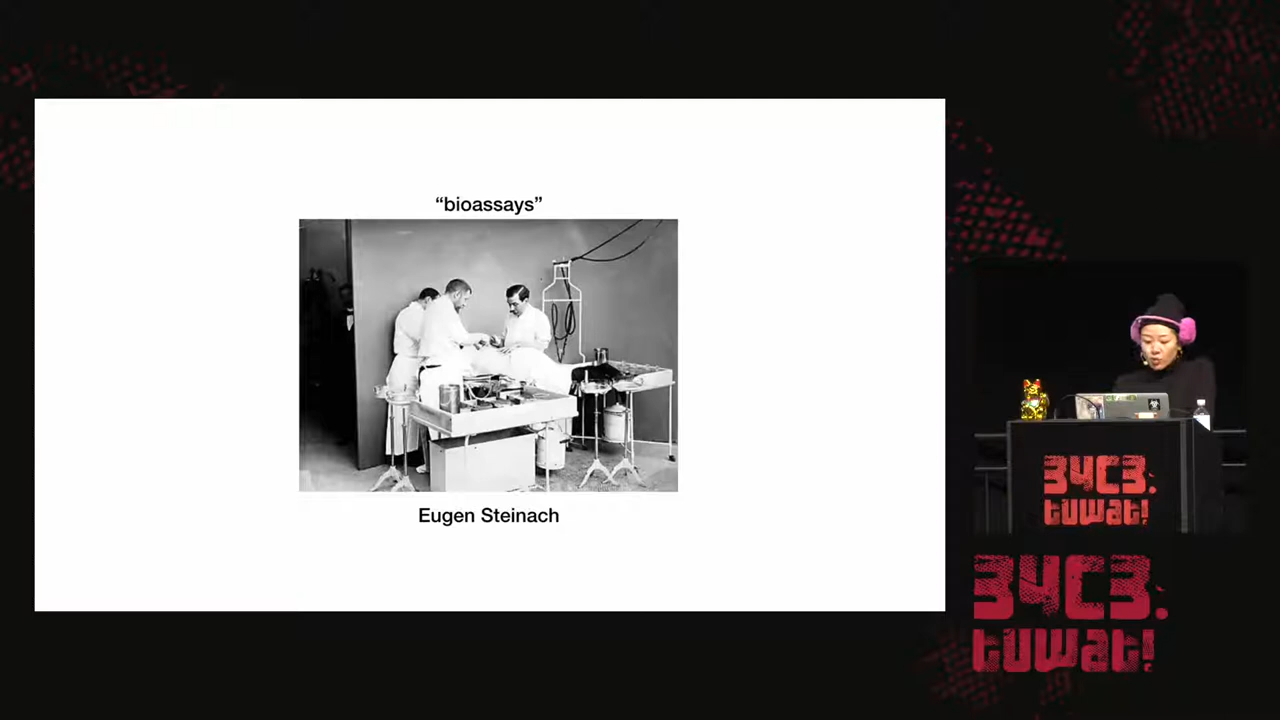 “bioassays”
Eugen Steinach
34C3.
tuwat!
34C3.
tuwat!